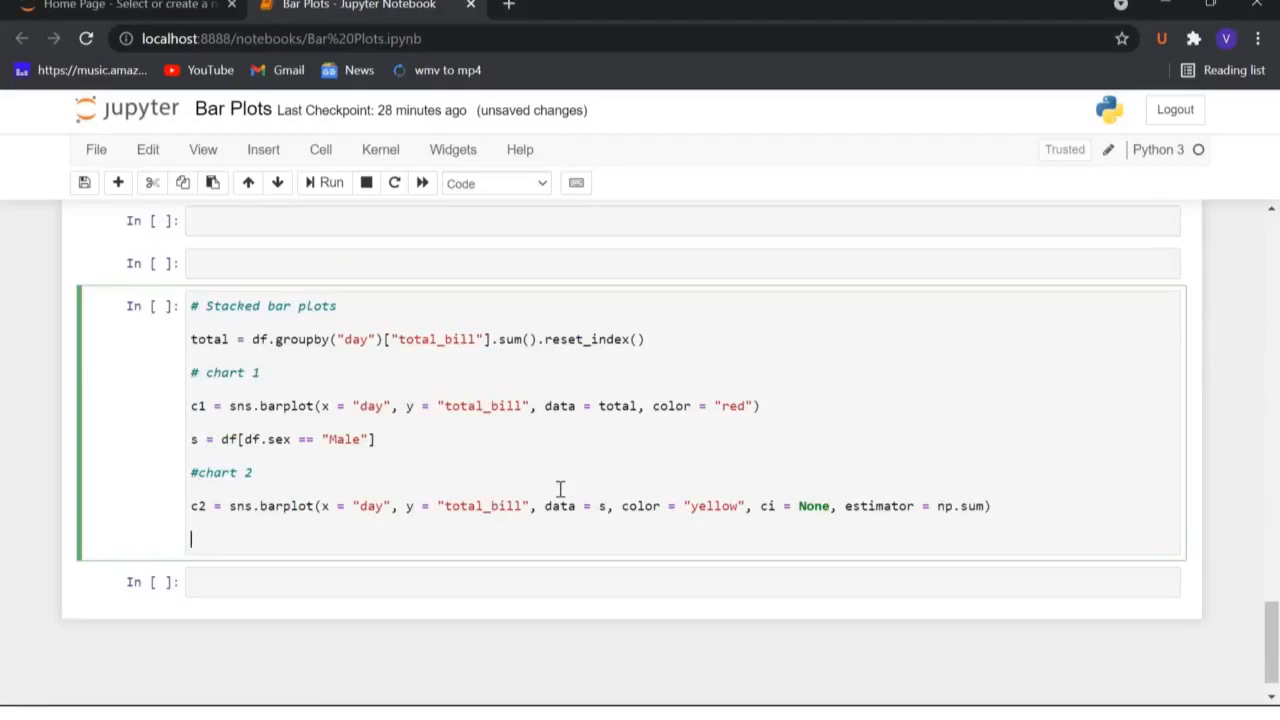 Home Page - Select or create a n
Bar Plots - Jupyter Notebook
localhost:8888/notebooks/Bar%20Plots.ipynb
U
V
https://music.amaz... YouTube Gmail News wmv to mp4 Reading list
jupyter Bar Plots Last Checkpoint: 28 minutes ago (unsaved changes) Logout
File Edit View Insert Cell Kernel Widgets Help Trusted Python 3
Run Code
In [ ]:
In [ ]:
In [ ]: # Stacked bar plots
total = df.groupby("day")["total_bill"].sum().reset_index()
# chart 1
c1 = sns.barplot(x = "day", y = "total_bill", data = total, color = "red")
s = df[df.sex == "Male"]
#chart 2
c2 = sns.barplot(x = "day", y = "total_bill", data = s, color = "yellow", ci = None, estimator = np.sum)
In [ ]: